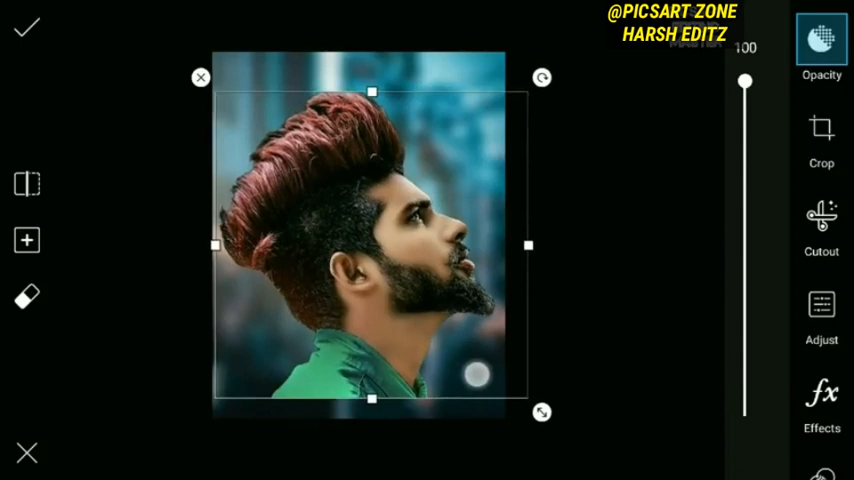 @PICSART ZONE
HARSH EDITZ
100
Opacity
Crop
Cutout
Adjust
fx
Effects